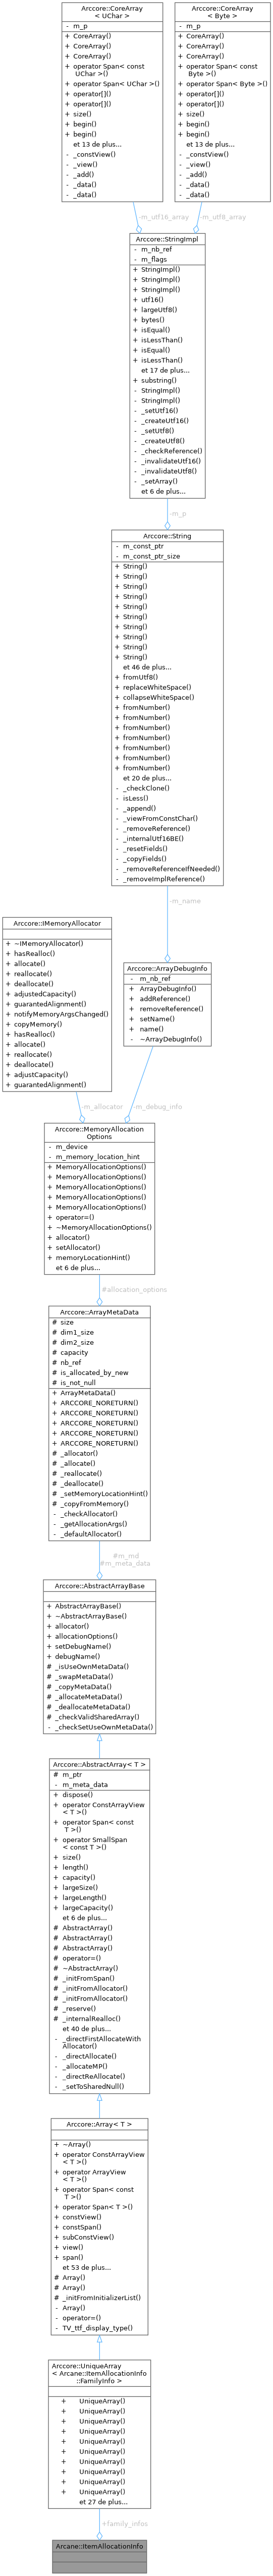 Arccore::CoreArray
< UChar >
- m_p
+ CoreArray()
+ CoreArray()
+ CoreArray()
+ operator Span< const
UChar >()
+ operator Span< UChar >()
+ operator[]()
+ operator[]()
+ size()
+ begin()
+ begin()
et 13 de plus...
- _constView()
- _view()
- _add()
- _data()
- _data()
Arccore::CoreArray
< Byte >
- m_p
+ CoreArray()
+ CoreArray()
+ CoreArray()
+ operator Span< const
Byte >()
+ operator Span< Byte >()
+ operator[]()
+ operator[]()
+ size()
+ begin()
+ begin()
et 13 de plus...
- _constView()
- _view()
- _add()
- _data()
- _data()
-m_utf16_array
-m_utf8_array
Arccore::StringImpl
- m_nb_ref
- m_flags
+ StringImpl()
+ StringImpl()
+ StringImpl()
+ utf16()
+ largeUtf8()
+ bytes()
+ isEqual()
+ isLessThan()
+ isEqual()
+ isLessThan()
et 17 de plus...
+ substring()
- StringImpl()
- StringImpl()
- _setUtf16()
- _createUtf16()
- _setUtf8()
- _createUtf8()
- _checkReference()
- _invalidateUtf16()
- _invalidateUtf8()
- _setArray()
et 6 de plus...
-m_p
Arccore::String
- m_const_ptr
- m_const_ptr_size
+ String()
+ String()
+ String()
+ String()
+ String()
+ String()
+ String()
+ String()
+ String()
+ String()
et 46 de plus...
+ fromUtf8()
+ replaceWhiteSpace()
+ collapseWhiteSpace()
+ fromNumber()
+ fromNumber()
+ fromNumber()
+ fromNumber()
+ fromNumber()
+ fromNumber()
+ fromNumber()
et 20 de plus...
- _checkClone()
- isLess()
- _append()
- _viewFromConstChar()
- _removeReference()
- _internalUtf16BE()
- _resetFields()
- _copyFields()
- _removeReferenceIfNeeded()
- _removeImplReference()
-m_name
Arccore::IMemoryAllocator
+ ~IMemoryAllocator()
+ hasRealloc()
+ allocate()
+ reallocate()
+ deallocate()
+ adjustedCapacity()
+ guarantedAlignment()
+ notifyMemoryArgsChanged()
+ copyMemory()
+ hasRealloc()
+ allocate()
+ reallocate()
+ deallocate()
+ adjustCapacity()
+ guarantedAlignment()
Arccore::ArrayDebugInfo
- m_nb_ref
+ ArrayDebugInfo()
+ addReference()
+ removeReference()
+ setName()
+ name()
- ~ArrayDebugInfo()
-m_allocator
-m_debug_info
Arccore::MemoryAllocation
Options
- m_device
- m_memory_location_hint
+ MemoryAllocationOptions()
+ MemoryAllocationOptions()
+ MemoryAllocationOptions()
+ MemoryAllocationOptions()
+ MemoryAllocationOptions()
+ operator=()
+ ~MemoryAllocationOptions()
+ allocator()
+ setAllocator()
+ memoryLocationHint()
et 6 de plus...
#allocation_options
Arccore::ArrayMetaData
# size
# dim1_size
# dim2_size
# capacity
# nb_ref
# is_allocated_by_new
# is_not_null
+ ArrayMetaData()
+ ARCCORE_NORETURN()
+ ARCCORE_NORETURN()
+ ARCCORE_NORETURN()
+ ARCCORE_NORETURN()
+ ARCCORE_NORETURN()
# _allocator()
# _allocate()
# _reallocate()
# _deallocate()
# _setMemoryLocationHint()
# _copyFromMemory()
- _checkAllocator()
- _getAllocationArgs()
- _defaultAllocator()
#m_md
#m_meta_data
Arccore::AbstractArrayBase
+ AbstractArrayBase()
+ ~AbstractArrayBase()
+ allocator()
+ allocationOptions()
+ setDebugName()
+ debugName()
# _isUseOwnMetaData()
# _swapMetaData()
# _copyMetaData()
# _allocateMetaData()
# _deallocateMetaData()
# _checkValidSharedArray()
- _checkSetUseOwnMetaData()
Arccore::AbstractArray< T >
# m_ptr
- m_meta_data
+ dispose()
+ operator ConstArrayView
< T >()
+ operator Span< const
T >()
+ operator SmallSpan
< const T >()
+ size()
+ length()
+ capacity()
+ largeSize()
+ largeLength()
+ largeCapacity()
et 6 de plus...
# AbstractArray()
# AbstractArray()
# AbstractArray()
# operator=()
# ~AbstractArray()
# _initFromSpan()
# _initFromAllocator()
# _initFromAllocator()
# _reserve()
# _internalRealloc()
et 40 de plus...
- _directFirstAllocateWith
Allocator()
- _directAllocate()
- _allocateMP()
- _directReAllocate()
- _setToSharedNull()
Arccore::Array< T >
+ ~Array()
+ operator ConstArrayView
< T >()
+ operator ArrayView
< T >()
+ operator Span< const
T >()
+ operator Span< T >()
+ constView()
+ constSpan()
+ subConstView()
+ view()
+ span()
et 53 de plus...
# Array()
# Array()
# _initFromInitializerList()
- Array()
- operator=()
- TV_ttf_display_type()
Arccore::UniqueArray
< Arcane::ItemAllocationInfo
::FamilyInfo >
+ UniqueArray()
+ UniqueArray()
+ UniqueArray()
+ UniqueArray()
+ UniqueArray()
+ UniqueArray()
+ UniqueArray()
+ UniqueArray()
+ UniqueArray()
+ UniqueArray()
et 27 de plus...
+family_infos
Arcane::ItemAllocationInfo